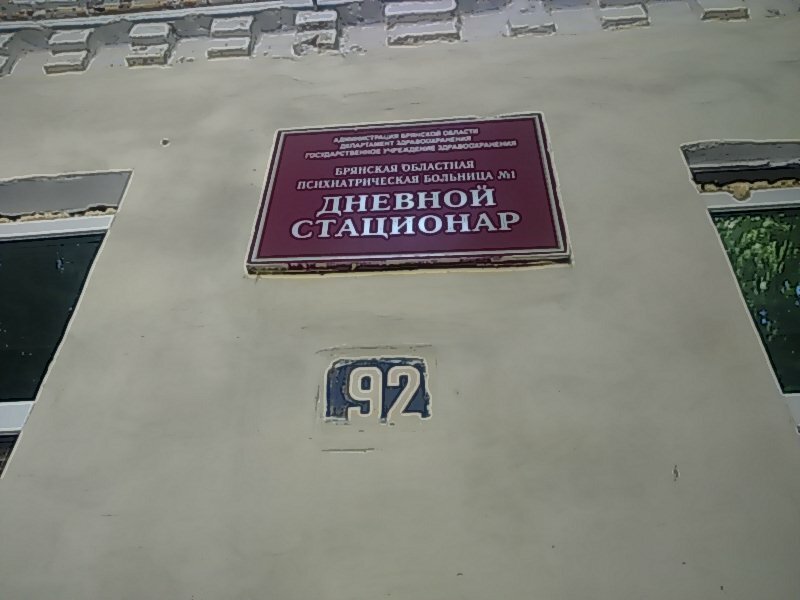 АДМИНИСТРАЦИЯ БРЯНСКОЙ ОБЛАСТИ
ДЕПАРТАМЕНТ ЗДРАВООХРАНЕНИЯ
ГОСУДАРСТВЕННОЕ УЧРЕЖДЕНИЕ ЗДРАВООХРАНЕНИЯ
БРЯНСКАЯ ОБЛАСТНАЯ
ПСИХИАТРИЧЕСКАЯ БОЛЬНИЦА №1
ДНЕВНОЙ
СТАЦИОНАР
92